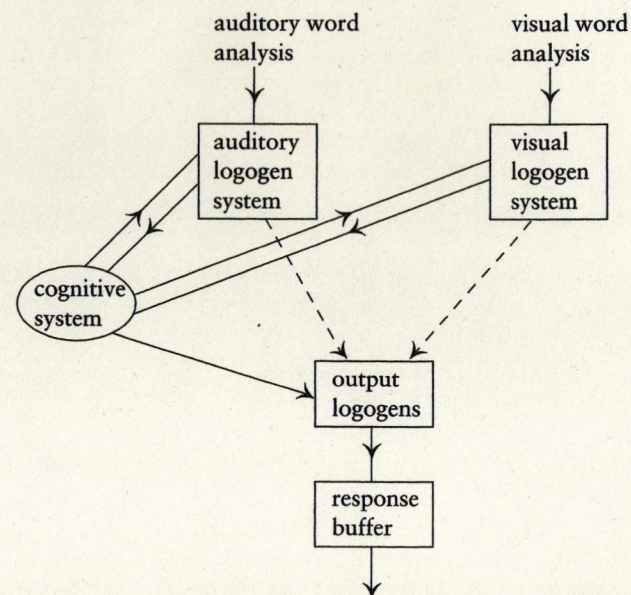 auditory word
analysis
visual word
analysis
auditory
logogen
system
visual
logogen
system
cognitive
system
output
logogens
response
buffer